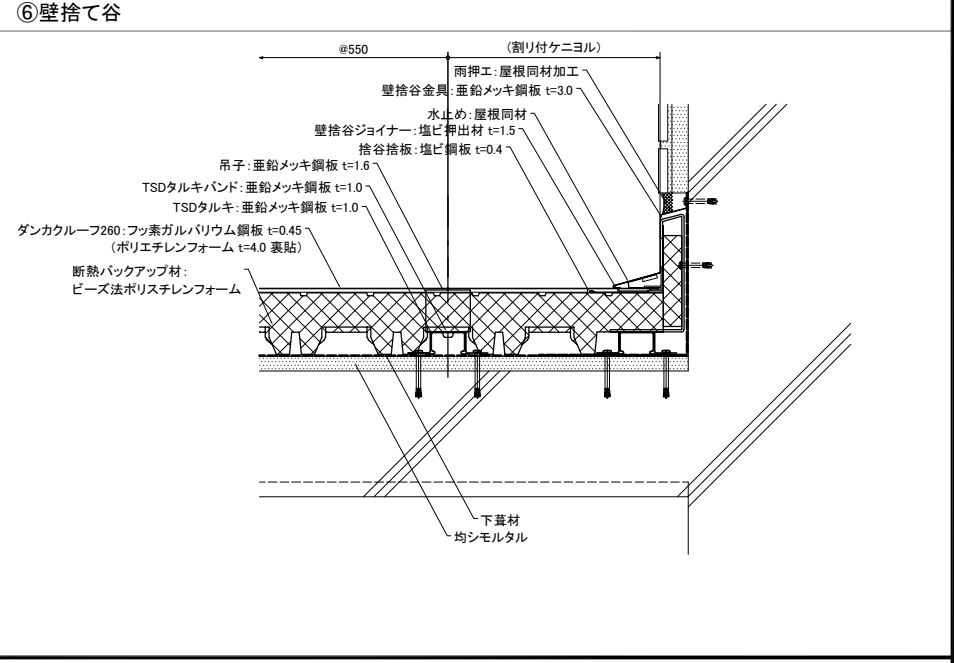 ⑥壁捨て谷
@550
(割リ付ケニヨル)
雨押エ:屋根同材加工
壁捨谷金具:亜鉛メッキ鋼板 t=3.0
水止め:屋根同材
壁捨谷ジョイナー:塩ビ押出材 t=1.5
捨谷捨板:塩ビ鋼板 t=0.4
吊子:亜鉛メッキ鋼板 t=1.6
TSDタルキバンド:亜鉛メッキ鋼板 t=1.0
TSDタルキ:亜鉛メッキ鋼板 t=1.0
ダンカクルーフ260:フッ素ガルバリウム鋼板 t=0.45
(ポリエチレンフォーム t=4.0 裏貼)
断熱バックアップ材:
ビーズ法ポリスチレンフォーム
下葺材
均シモルタル